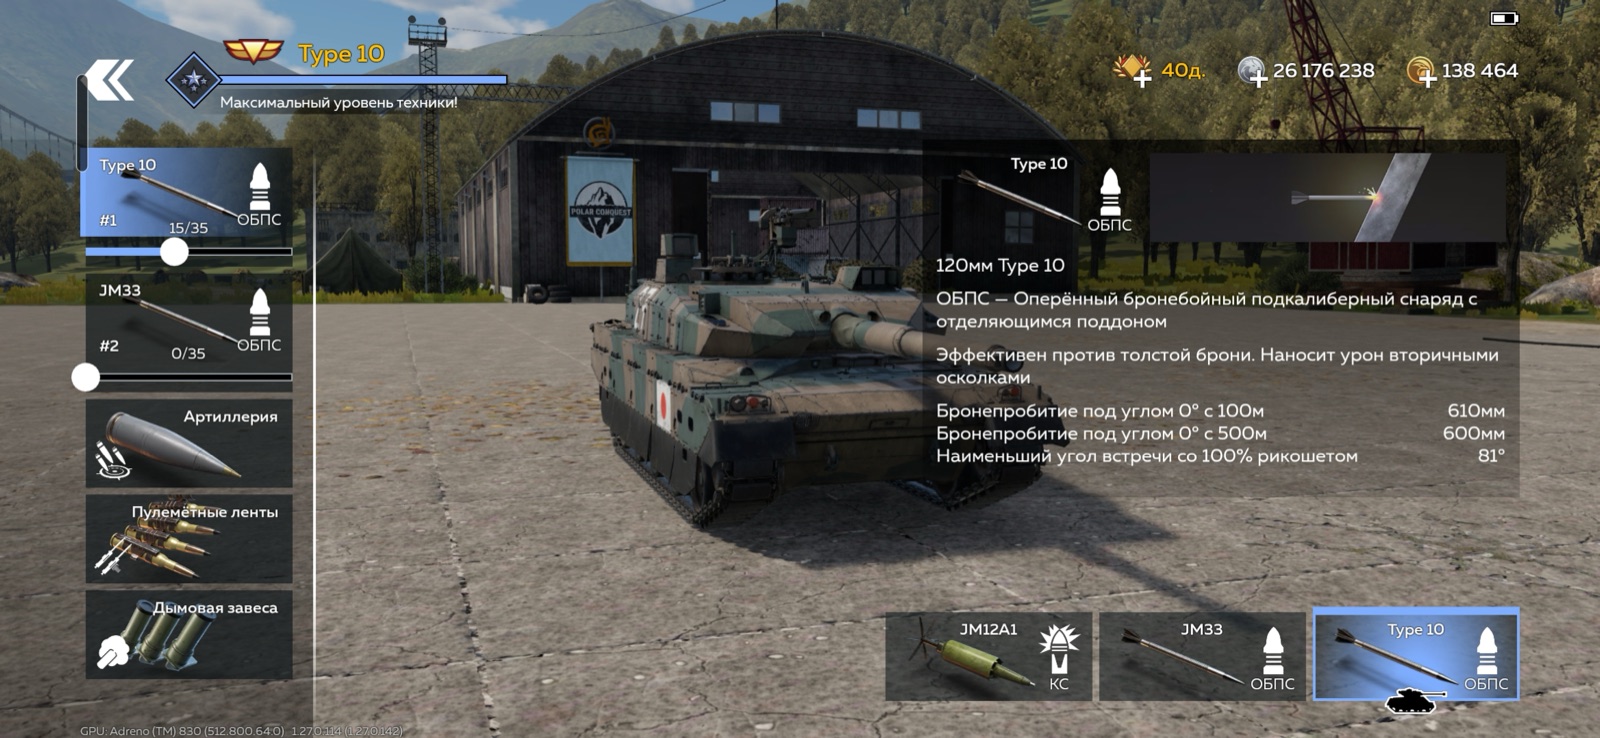 Type 10
Максимальный уровень техники!
40д.
26 176 238
138 464
Type 10
#1
ОБПС
15/35
JM33
#2
ОБПС
0/35
Артиллерия
Пулемётные ленты
Дымовая завеса
POLAR CONQUEST
Type 10
ОБПС
120мм Type 10
ОБПС — Оперённый бронебойный подкалиберный снаряд с
отделяющимся поддоном
Эффективен против толстой брони. Наносит урон вторичными
осколками
Бронепробитие под углом 0° с 100м 610мм
Бронепробитие под углом 0° с 500м 600мм
Наименьший угол встречи со 100% рикошетом 81°
JM12A1
КС
JM33
ОБПС
Type 10
ОБПС
GPU: Adreno (TM) 830 (512.800.64.0) 1.27.0.114 (1.27.0.142)